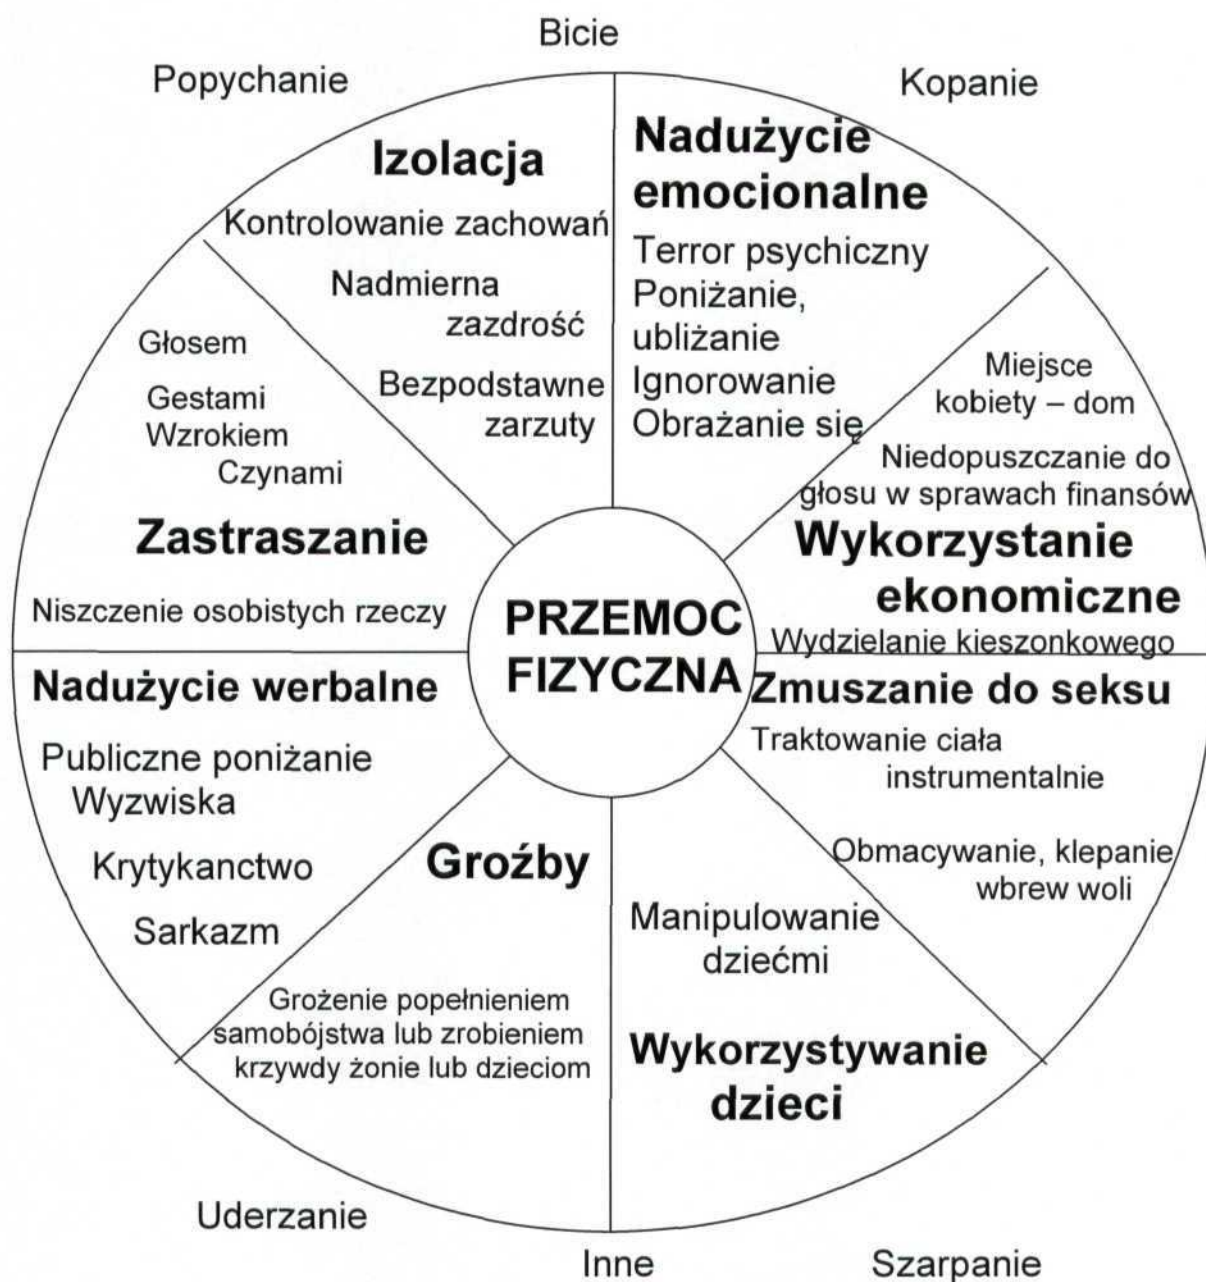 Bicie
Popychanie
Kopanie
Izolacja
Kontrolowanie zachowań
Nadmierna
zazdrość
Bezpodstawne
zarzuty
Nadużycie
emocionalne
Terror psychiczny
Poniżanie,
ubliżanie
Ignorowanie
Obrażanie się
Głosem
Gestami
Wzrokiem
Czynami
Zastraszanie
Niszczenie osobistych rzeczy
Miejsce
kobiety – dom
Niedopuszczanie do
głosu w sprawach finansów
Wykorzystanie
ekonomiczne
Wydzielanie kieszonkowego
PRZEMOC
FIZYCZNA
Nadużycie werbalne
Publiczne poniżanie
Wyzwiska
Krytykanctwo
Sarkazm
Zmuszanie do seksu
Traktowanie ciała
instrumentalnie
Obmacywanie, klepanie
wbrew woli
Groźby
Grożenie popełnieniem
samobójstwa lub zrobieniem
krzywdy żonie lub dzieciom
Manipulowanie
dziećmi
Wykorzystywanie
dzieci
Uderzanie
Inne
Szarpanie